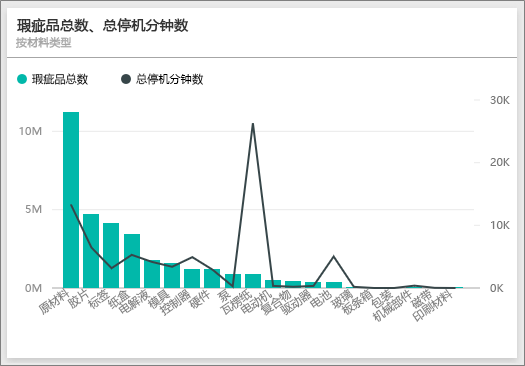 瑕疵品总数、总停机分钟数
按材料类型
瑕疵品总数 总停机分钟数
10M
5M
0M
30K
20K
10K
0K
原材料 胶片 标签 纸盒 电解液 模具 控制器 硬件 泵 瓦楞纸 电动机 复合物 驱动器 电池 玻璃 板条箱 包装 机械部件 磁带 印刷材料